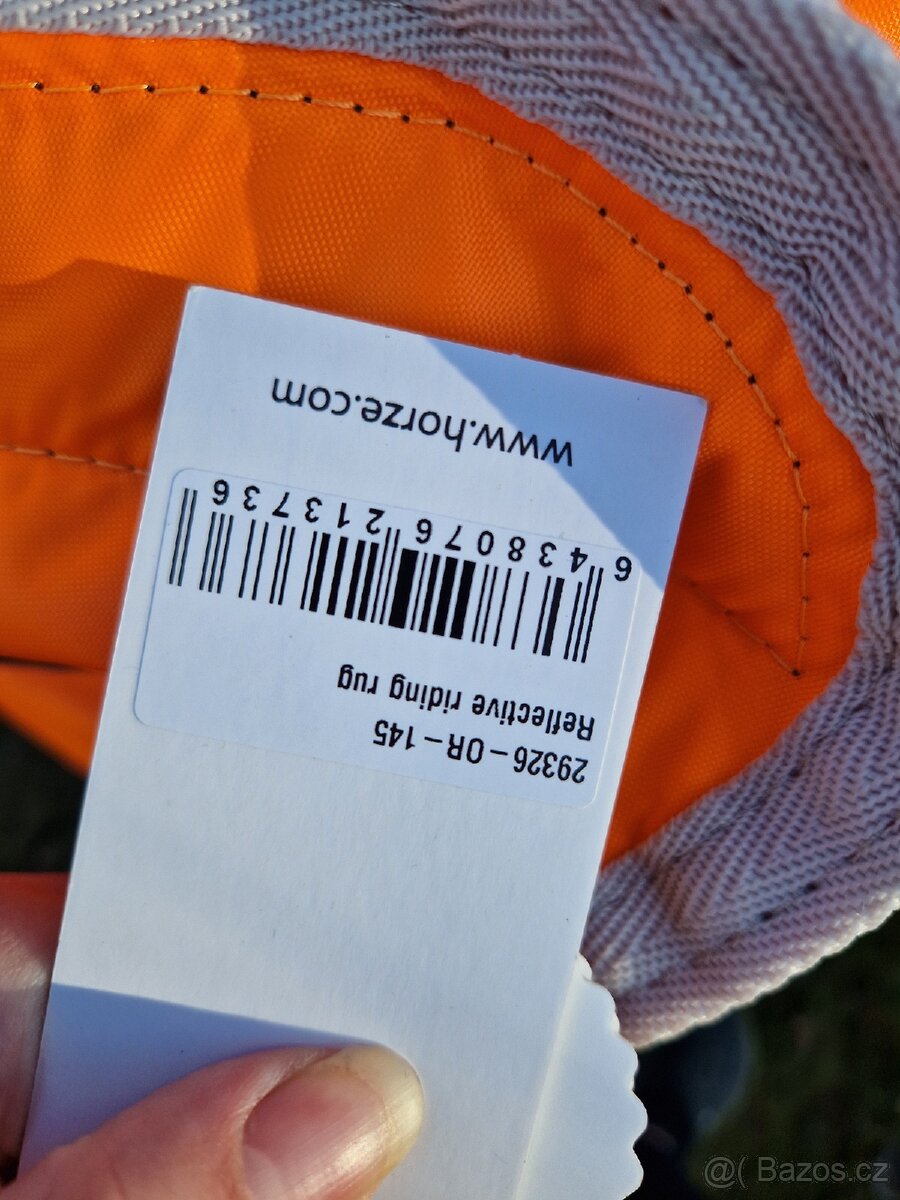 29326-OR-145
Reflective riding rug
6 438076 213736
www.horze.com
@( Bazos.cz